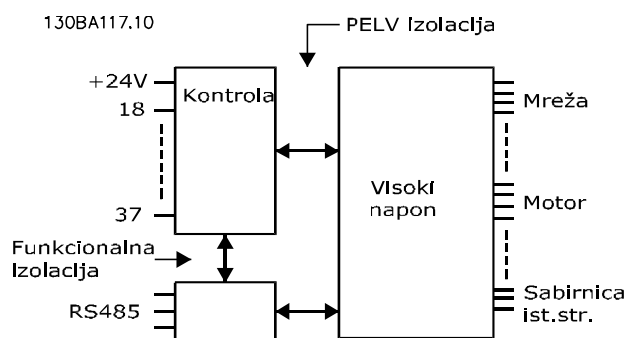 130BA117.10
PELV izolacija
+24V
18
37
Kontrola
Visoki
napon
Mreža
Motor
Sabirnica
ist.str.
Funkcionalna
izolacija
RS485